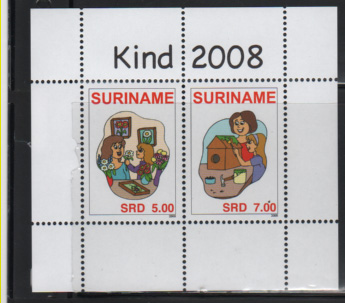 Kind 2008
SURINAME SURINAME
SRD 5.00 SRD 7.00